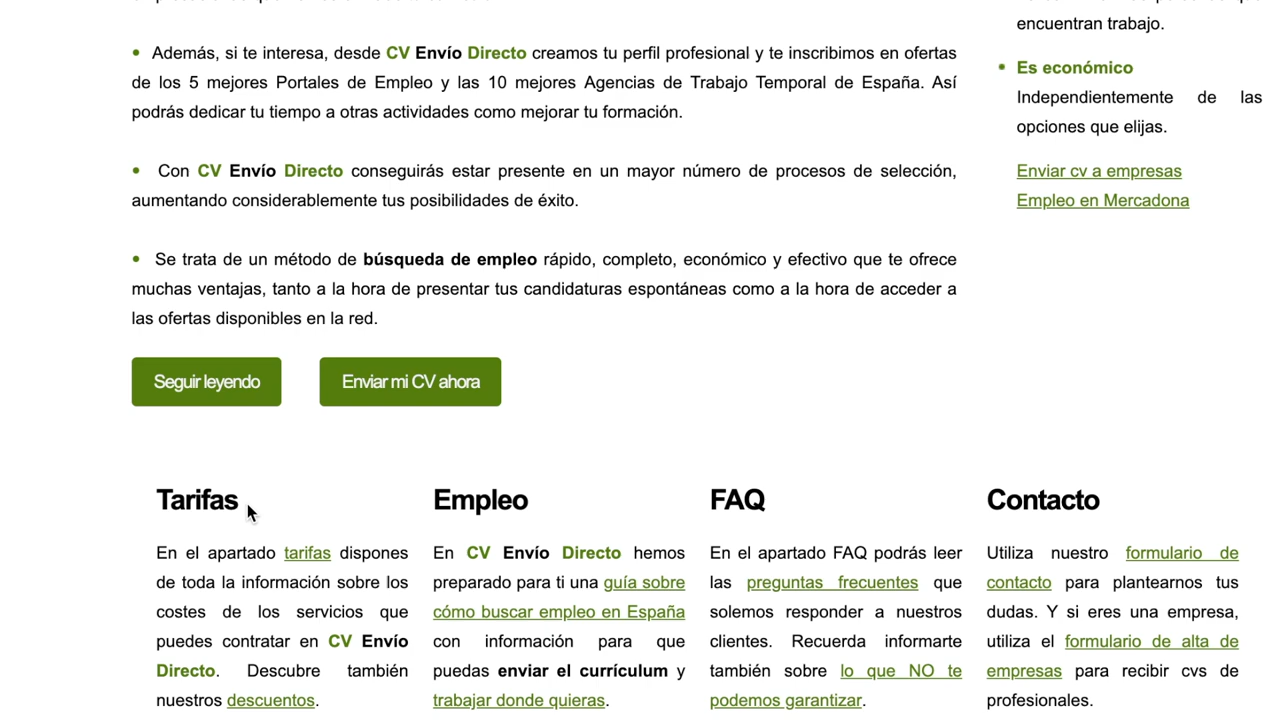 encuentran trabajo.
• Además, si te interesa, desde CV Envío Directo creamos tu perfil profesional y te inscribimos en ofertas
de los 5 mejores Portales de Empleo y las 10 mejores Agencias de Trabajo Temporal de España. Así
podrás dedicar tu tiempo a otras actividades como mejorar tu formación.
• Con CV Envío Directo conseguirás estar presente en un mayor número de procesos de selección,
aumentando considerablemente tus posibilidades de éxito.
• Se trata de un método de búsqueda de empleo rápido, completo, económico y efectivo que te ofrece
muchas ventajas, tanto a la hora de presentar tus candidaturas espontáneas como a la hora de acceder a
las ofertas disponibles en la red.
• Es económico
Independientemente de las
opciones que elijas.
Enviar cv a empresas
Empleo en Mercadona
Seguir leyendo
Enviar mi CV ahora
Tarifas
En el apartado tarifas dispones
de toda la información sobre los
costes de los servicios que
puedes contratar en CV Envío
Directo. Descubre también
nuestros descuentos.
Empleo
En CV Envío Directo hemos
preparado para ti una guía sobre
cómo buscar empleo en España
con información para que
puedas enviar el currículum y
trabajar donde quieras.
FAQ
En el apartado FAQ podrás leer
las preguntas frecuentes que
solemos responder a nuestros
clientes. Recuerda informarte
también sobre lo que NO te
podemos garantizar.
Contacto
Utiliza nuestro formulario de
contacto para plantearnos tus
dudas. Y si eres una empresa,
utiliza el formulario de alta de
empresas para recibir cvs de
profesionales.